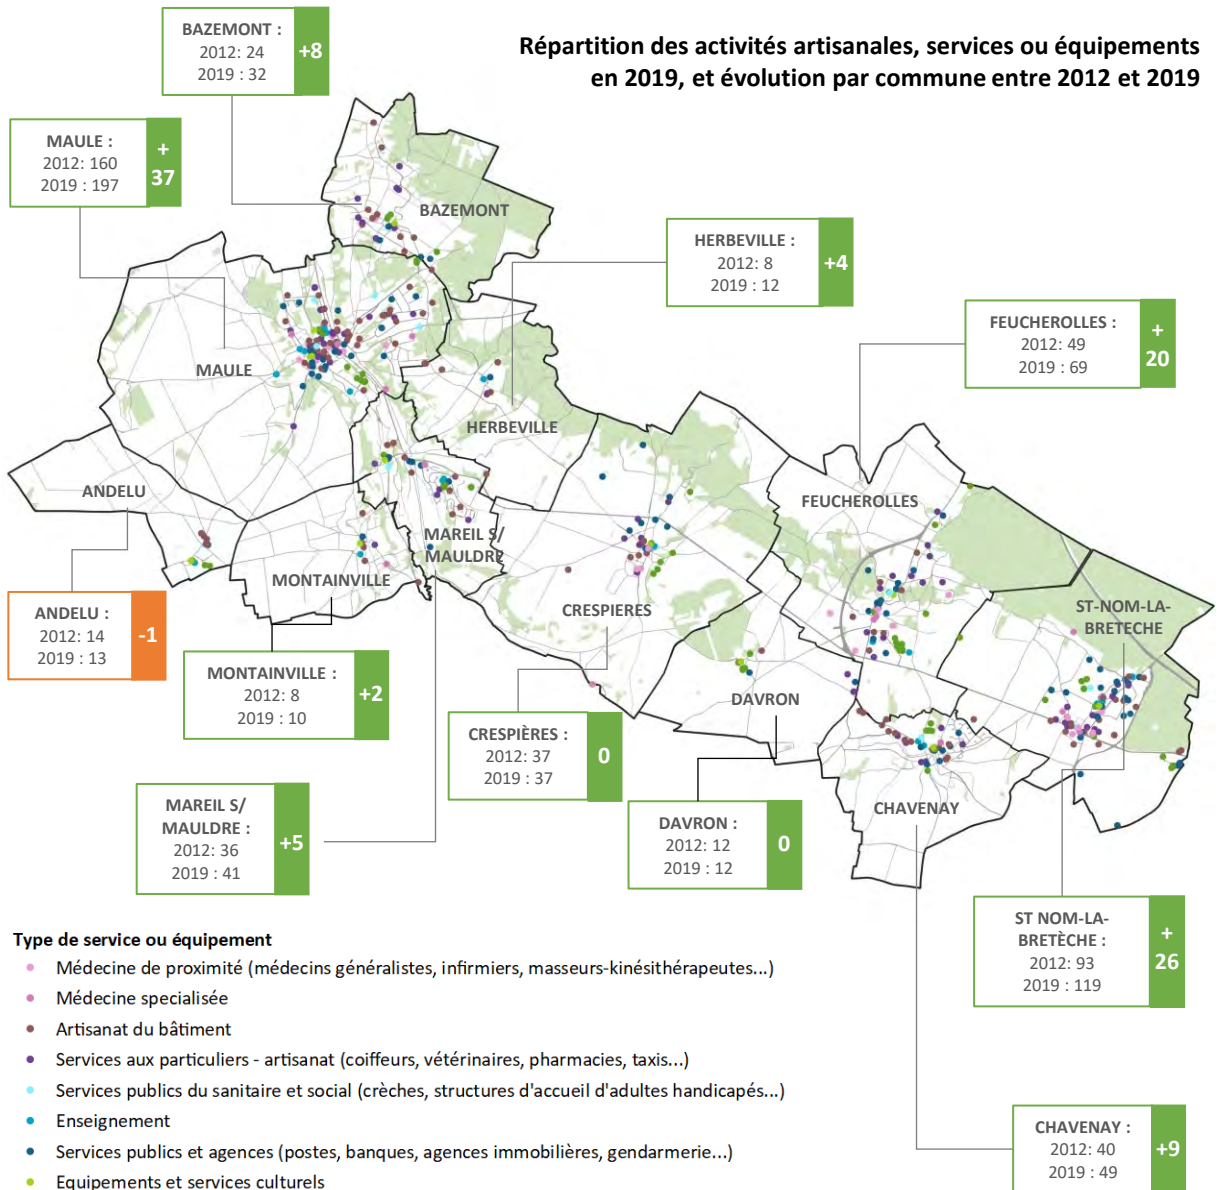 Répartition des activités artisanales, services ou équipements
en 2019, et évolution par commune entre 2012 et 2019
BAZEMONT :
2012: 24
2019 : 32
+8
MAULE :
2012: 160
2019 : 197
+
37
HERBEVILLE :
2012: 8
2019 : 12
+4
FEUCHEROLLES :
2012: 49
2019 : 69
+
20
BAZEMONT
MAULE
HERBEVILLE
ANDELU
FEUCHEROLLES
MAREIL S/
MAULDRE
MONTAINVILLE
CRESPIERES
ST-NOM-LA-
BRETECHE
DAVRON
CHAVENAY
ANDELU :
2012: 14
2019 : 13
-1
MONTAINVILLE :
2012: 8
2019 : 10
+2
CRESPIÈRES :
2012: 37
2019 : 37
0
MAREIL S/
MAULDRE :
2012: 36
2019 : 41
+5
DAVRON :
2012: 12
2019 : 12
0
ST NOM-LA-
BRETÈCHE :
2012: 93
2019 : 119
+
26
CHAVENAY :
2012: 40
2019 : 49
+9
Type de service ou équipement
Médecine de proximité (médecins généralistes, infirmiers, masseurs-kinésithérapeutes...)
Médecine specialisée
Artisanat du bâtiment
Services aux particuliers - artisanat (coiffeurs, vétérinaires, pharmacies, taxis...)
Services publics du sanitaire et social (crèches, structures d'accueil d'adultes handicapés...)
Enseignement
Services publics et agences (postes, banques, agences immobilières, gendarmerie...)
Equipements et services culturels